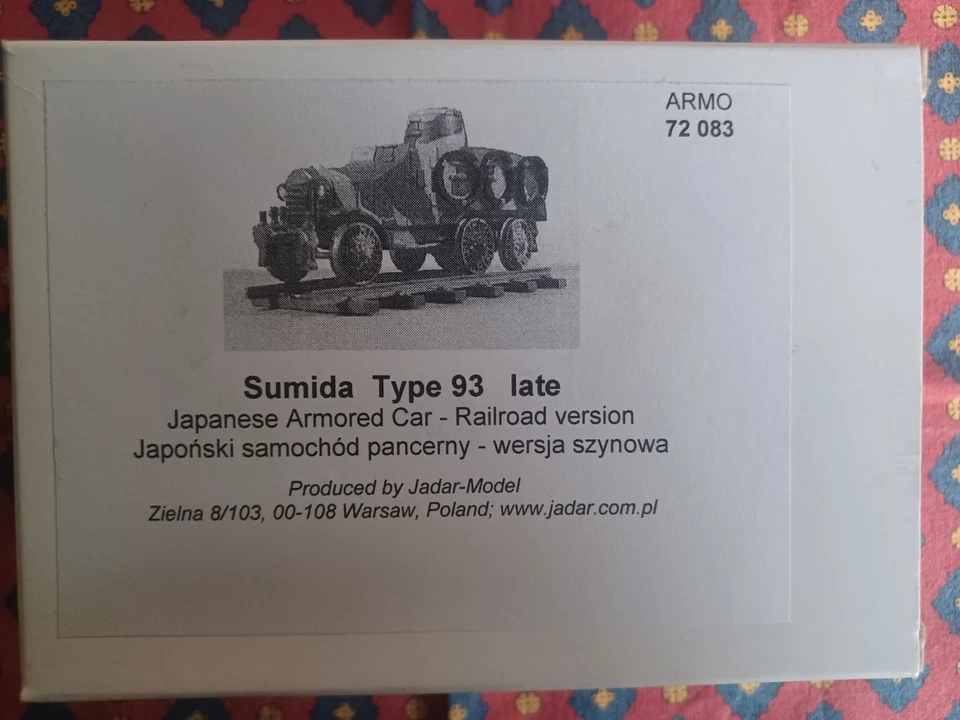 ARMO
72 083
Sumida Type 93 late
Japanese Armored Car - Railroad version
Japoński samochód pancerny - wersja szynowa
Produced by Jadar-Model
Zielna 8/103, 00-108 Warsaw, Poland; www.jadar.com.pl